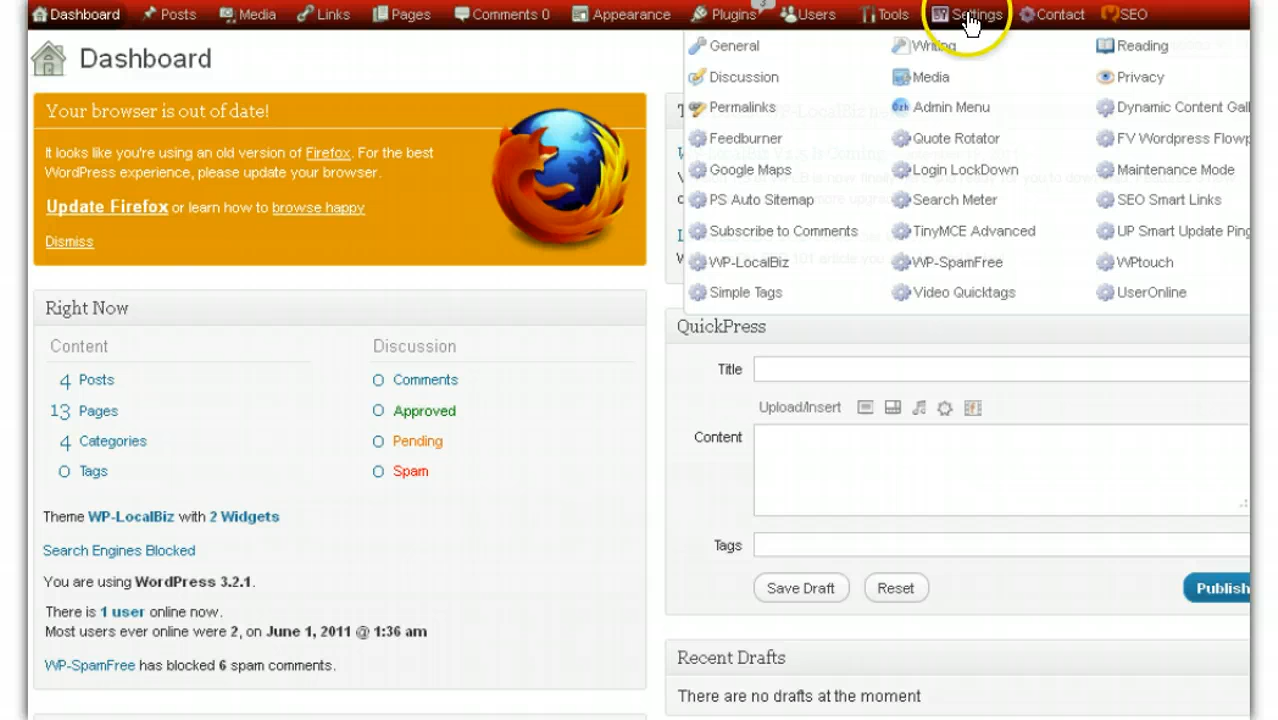 Dashboard Posts Media Links Pages Comments 0 Appearance Plugins 3 Users Tools Settings Contact SEO
Dashboard
General Writing Reading
Discussion Media Privacy
Permalinks Admin Menu Dynamic Content Gall
Feedburner Quote Rotator FV Wordpress Flowp
Google Maps Login LockDown Maintenance Mode
PS Auto Sitemap Search Meter SEO Smart Links
Subscribe to Comments TinyMCE Advanced UP Smart Update Ping
WP-LocalBiz WP-SpamFree WPtouch
Simple Tags Video Quicktags UserOnline
Your browser is out of date!
It looks like you're using an old version of Firefox. For the best
WordPress experience, please update your browser.
Update Firefox or learn how to browse happy
Dismiss
Right Now
Content Discussion
4 Posts 0 Comments
13 Pages 0 Approved
4 Categories 0 Pending
0 Tags 0 Spam
Theme WP-LocalBiz with 2 Widgets
Search Engines Blocked
You are using WordPress 3.2.1.
There is 1 user online now.
Most users ever online were 2, on June 1, 2011 @ 1:36 am
WP-SpamFree has blocked 6 spam comments.
QuickPress
Title
Upload/Insert
Content
Tags
Save Draft Reset Publish
Recent Drafts
There are no drafts at the moment